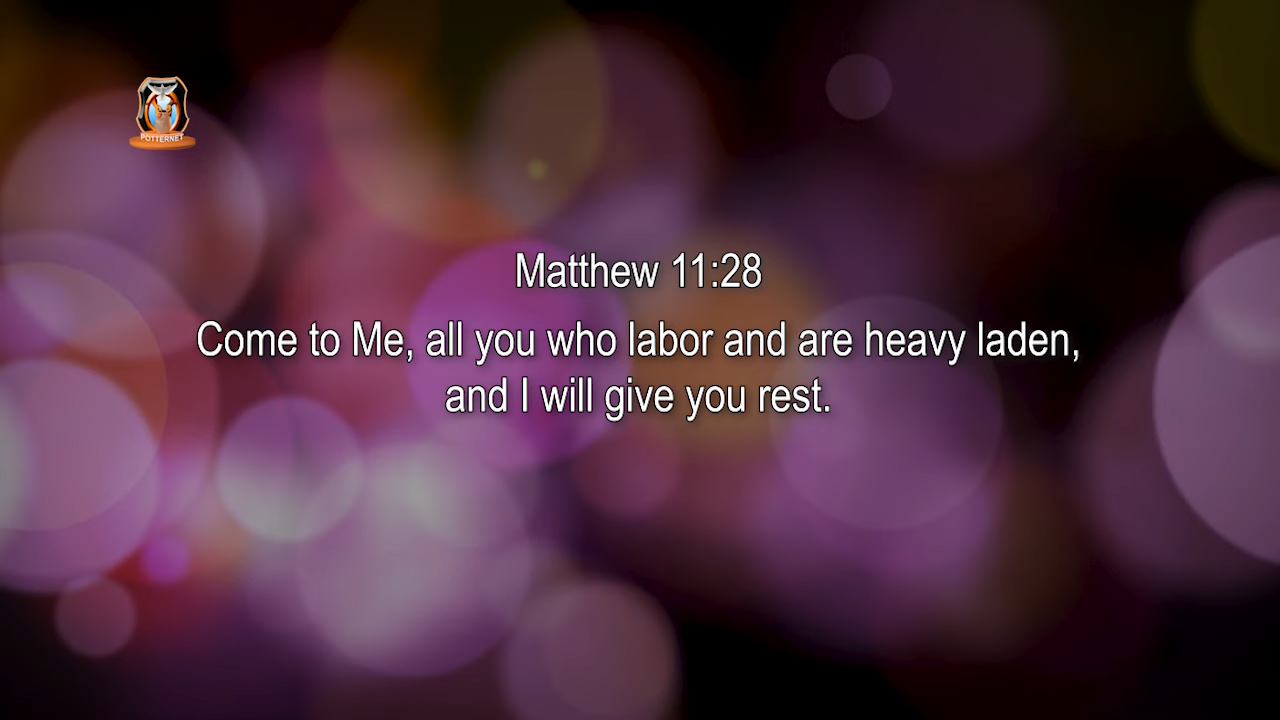 POTTERNET
Matthew 11:28
Come to Me, all you who labor and are heavy laden,
and I will give you rest.